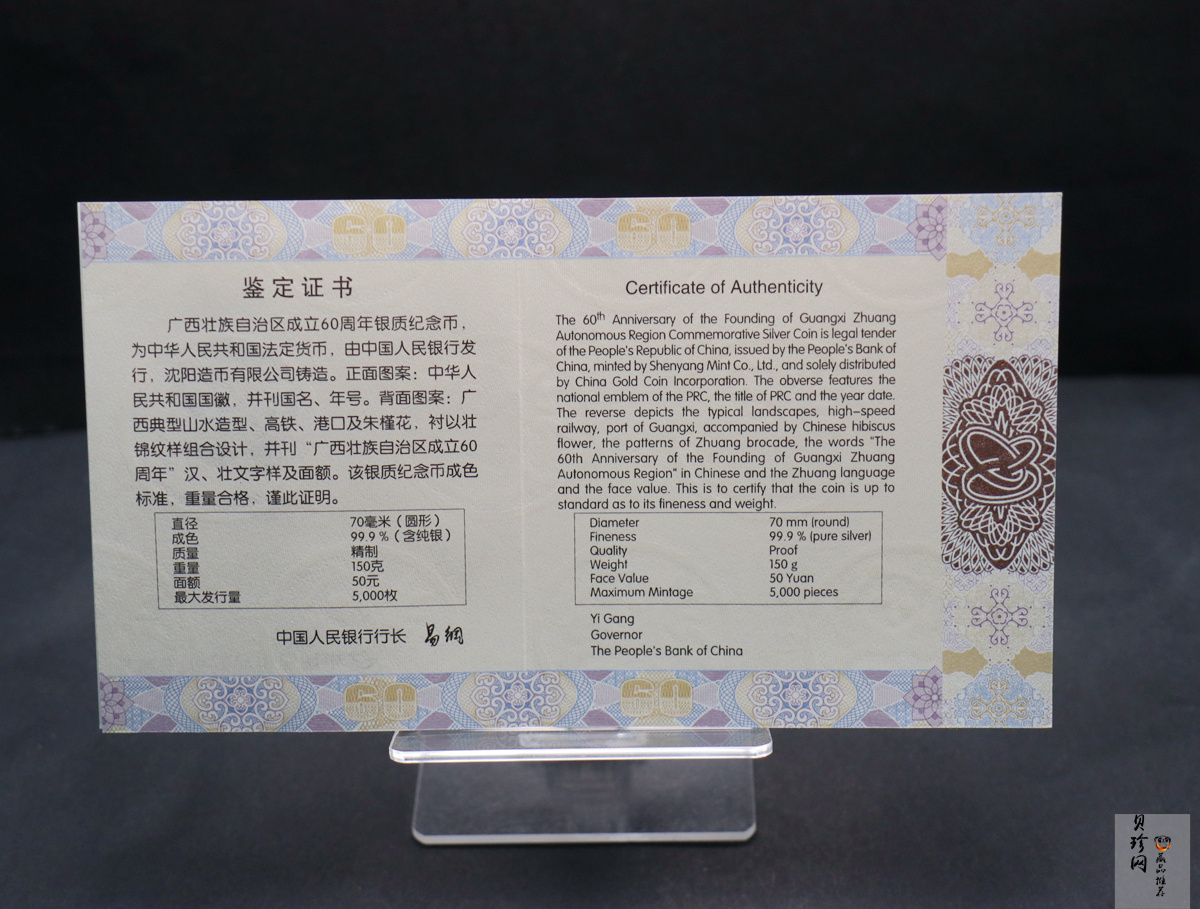 60
60
鉴定证书
广西壮族自治区成立60周年银质纪念币，
为中华人民共和国法定货币，由中国人民银行发
行，沈阳造币有限公司铸造。正面图案：中华人
民共和国国徽，并刊国名、年号。背面图案：广
西典型山水造型、高铁、港口及朱槿花，衬以壮
锦纹样组合设计，并刊“广西壮族自治区成立60
周年”汉、壮文字样及面额。该银质纪念币成色
标准，重量合格，谨此证明。
直径 70毫米（圆形）
成色 99.9％（含纯银）
质量 精制
重量 150克
面额 50元
最大发行量 5,000枚
中国人民银行行长 易纲
Certificate of Authenticity
The 60th Anniversary of the Founding of Guangxi Zhuang
Autonomous Region Commemorative Silver Coin is legal tender
of the People's Republic of China, issued by the People's Bank of
China, minted by Shenyang Mint Co., Ltd., and solely distributed
by China Gold Coin Incorporation. The obverse features the
national emblem of the PRC, the title of PRC and the year date.
The reverse depicts the typical landscapes, high-speed
railway, port of Guangxi, accompanied by Chinese hibiscus
flower, the patterns of Zhuang brocade, the words "The
60th Anniversary of the Founding of Guangxi Zhuang
Autonomous Region" in Chinese and the Zhuang language
and the face value. This is to certify that the coin is up to
standard as to its fineness and weight.
Diameter 70 mm (round)
Fineness 99.9 % (pure silver)
Quality Proof
Weight 150 g
Face Value 50 Yuan
Maximum Mintage 5,000 pieces
Yi Gang
Governor
The People's Bank of China
60
60
贝珍网
藏品推荐